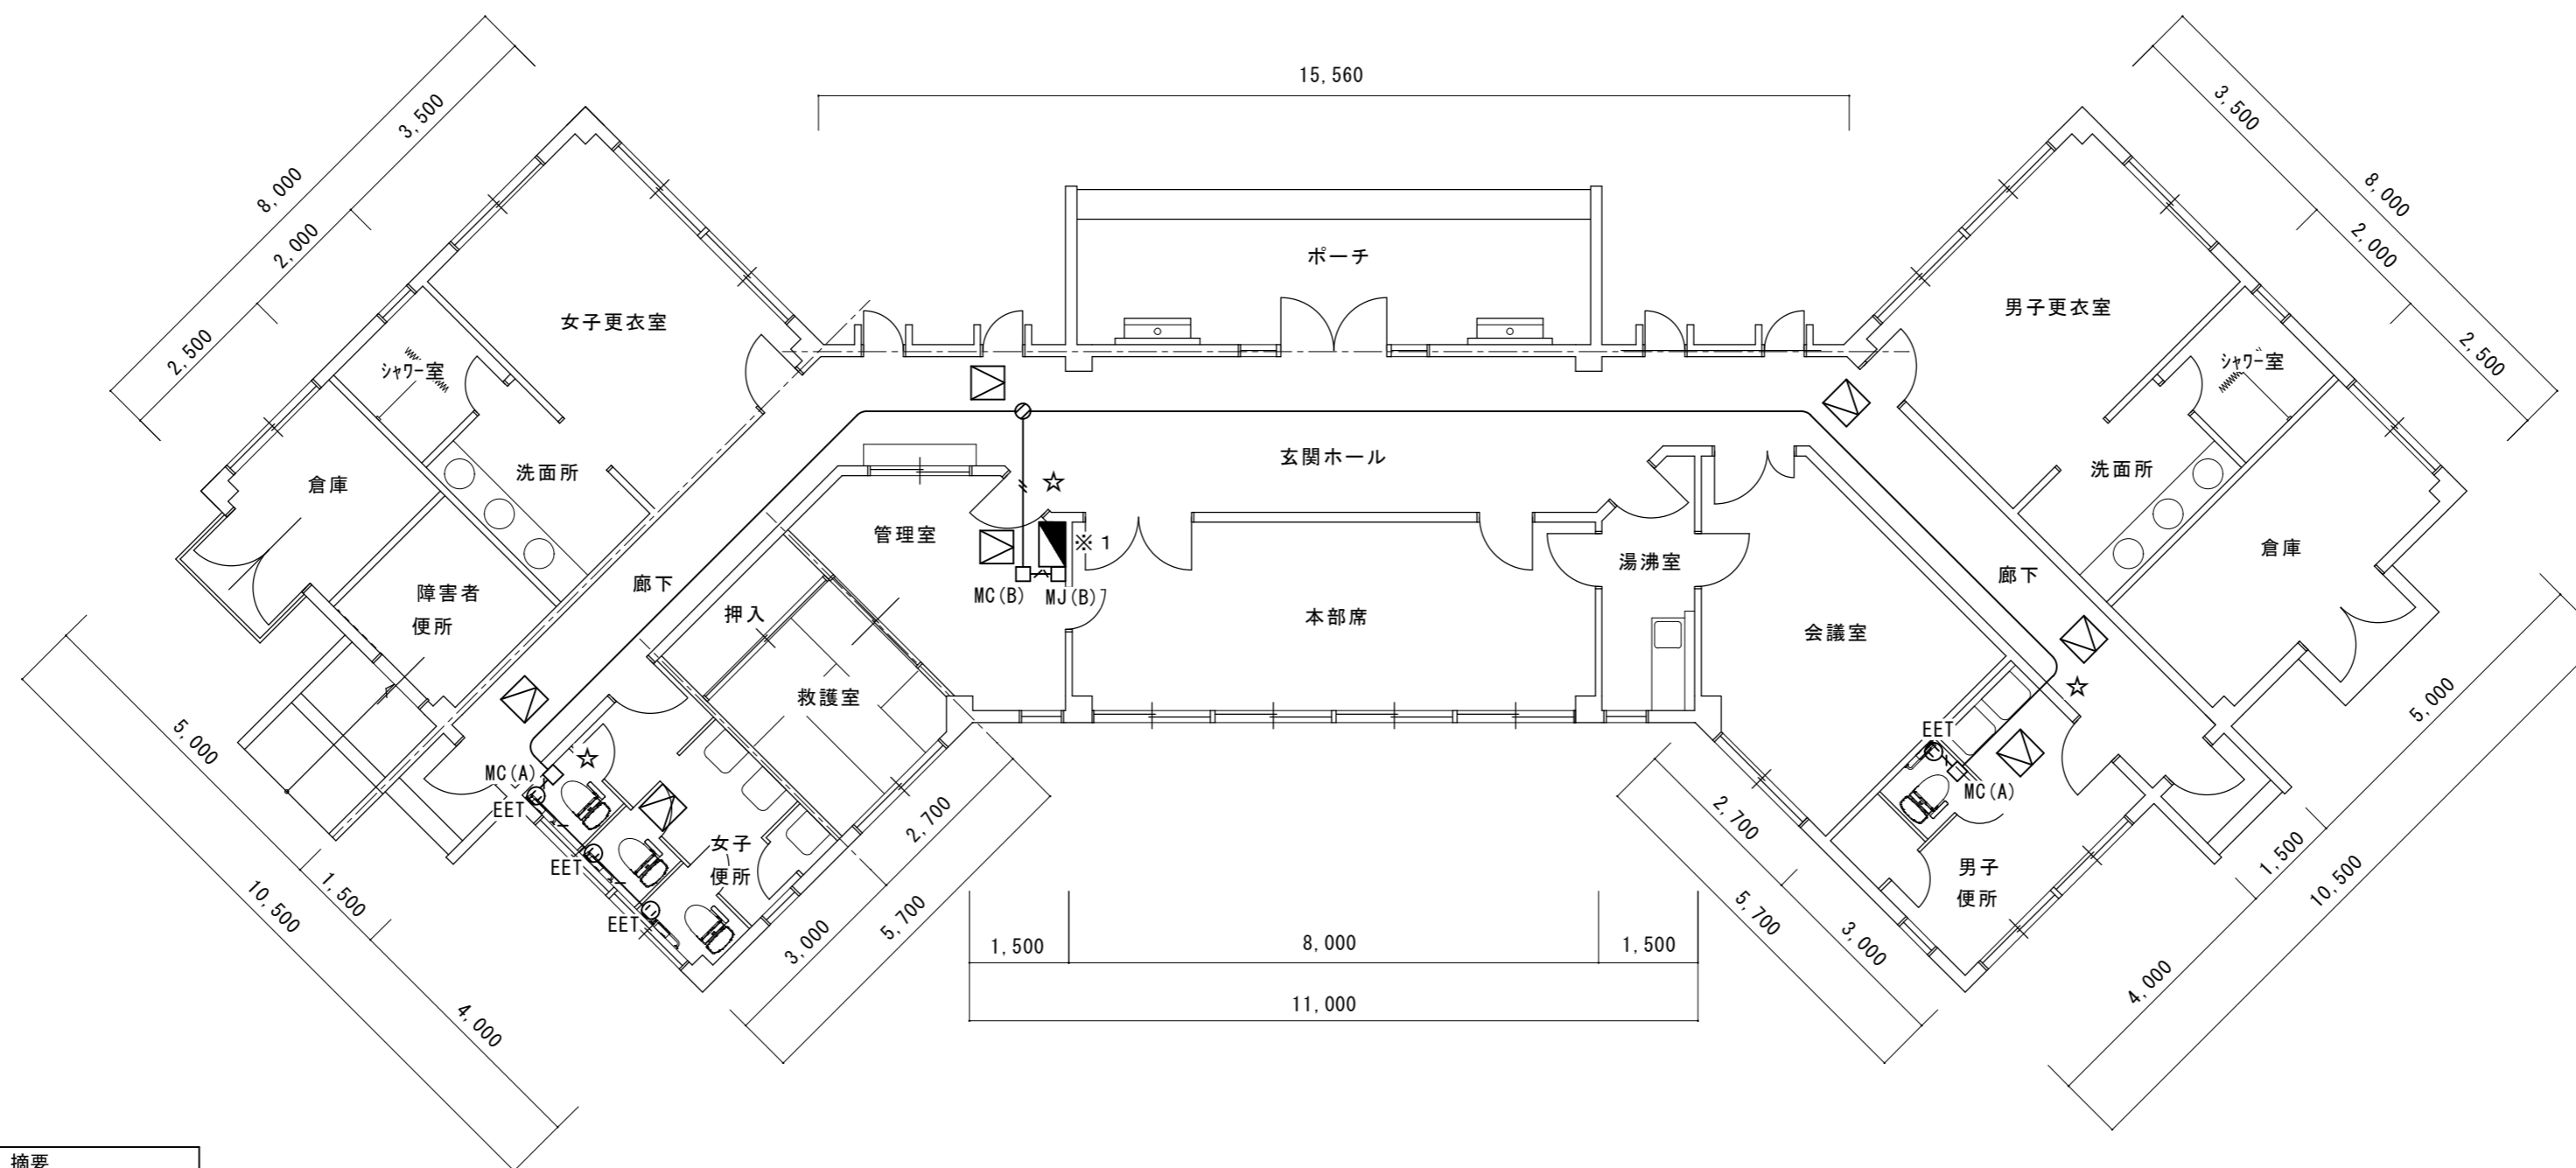 15,560
3,500
8,000
2,000
2,500
3,500
8,000
2,000
2,500
ポーチ
女子更衣室
男子更衣室
シャワー室
シャワー室
玄関ホール
倉庫
洗面所
洗面所
☆
管理室
※1
湯沸室
倉庫
廊下
廊下
障害者
便所
MC(B)
MJ(B)
押入
本部席
会議室
救護室
☆
5,000
5,000
EET
☆
MC(A)
EET
MC(A)
2,700
2,700
女子
便所
EET
男子
便所
1,500
1,500
10,500
10,500
EET
5,700
3,000
5,700
3,000
1,500
8,000
1,500
4,000
4,000
11,000
摘要